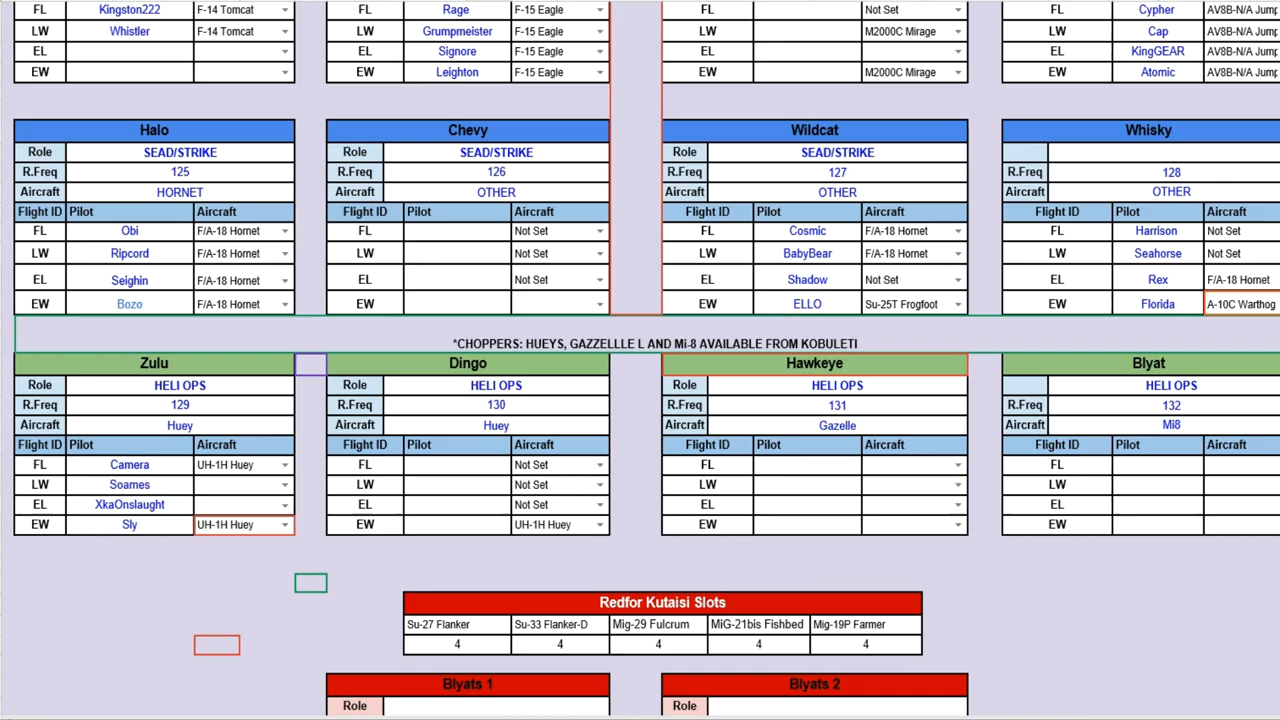 FL Kingston222 F-14 Tomcat FL Rage F-15 Eagle FL Not Set FL Cypher AV8B-N/A Jump
LW Whistler F-14 Tomcat LW Grumpmeister F-15 Eagle LW M2000C Mirage LW Cap AV8B-N/A Jump
EL EL Signore F-15 Eagle EL EL KingGEAR AV8B-N/A Jump
EW EW Leighton F-15 Eagle EW M2000C Mirage EW Atomic AV8B-N/A Jump
Halo Chevy Wildcat Whisky
Role SEAD/STRIKE Role SEAD/STRIKE Role SEAD/STRIKE
R.Freq 125 R.Freq 126 R.Freq 127 R.Freq 128
Aircraft HORNET Aircraft OTHER Aircraft OTHER Aircraft OTHER
Flight ID Pilot Aircraft Flight ID Pilot Aircraft Flight ID Pilot Aircraft Flight ID Pilot Aircraft
FL Obi F/A-18 Hornet FL Not Set FL Cosmic F/A-18 Hornet FL Harrison Not Set
LW Ripcord F/A-18 Hornet LW Not Set LW BabyBear F/A-18 Hornet LW Seahorse Not Set
EL Seighin F/A-18 Hornet EL Not Set EL Shadow Not Set EL Rex F/A-18 Hornet
EW Bozo F/A-18 Hornet EW EW ELLO Su-25T Frogfoot EW Florida A-10C Warthog
*CHOPPERS: HUEYS, GAZZELLLE L AND Mi-8 AVAILABLE FROM KOBULETI
Zulu Dingo Hawkeye Blyat
Role HELI OPS Role HELI OPS Role HELI OPS HELI OPS
R.Freq 129 R.Freq 130 R.Freq 131 R.Freq 132
Aircraft Huey Aircraft Huey Aircraft Gazelle Aircraft Mi8
Flight ID Pilot Aircraft Flight ID Pilot Aircraft Flight ID Pilot Aircraft Flight ID Pilot Aircraft
FL Camera UH-1H Huey FL Not Set FL FL
LW Soames LW Not Set LW LW
EL XkaOnslaught EL Not Set EL EL
EW Sly UH-1H Huey EW UH-1H Huey EW EW
Redfor Kutaisi Slots
Su-27 Flanker Su-33 Flanker-D Mig-29 Fulcrum MiG-21bis Fishbed Mig-19P Farmer
4 4 4 4 4
Blyats 1 Blyats 2
Role Role